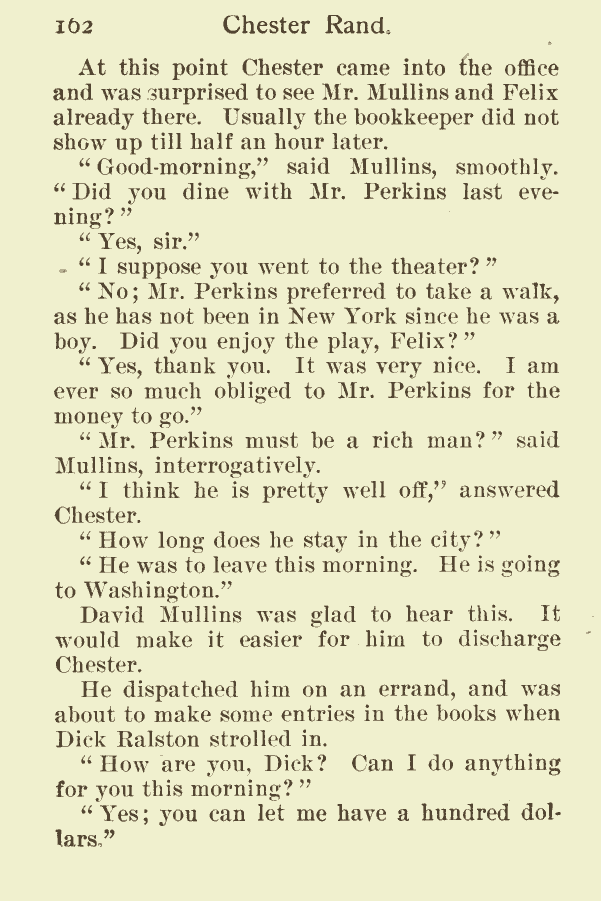 162 Chester Rand.
At this point Chester came into the office
and was surprised to see Mr. Mullins and Felix
already there. Usually the bookkeeper did not
show up till half an hour later.
“ Good-morning,” said Mullins, smoothly.
“ Did you dine with Mr. Perkins last eve-
ning? ”
“ Yes, sir.”
“ I suppose you went to the theater? ”
“ No; Mr. Perkins preferred to take a walk,
as he has not been in New York since he was a
boy. Did you enjoy the play, Felix? ”
“ Yes, thank you. It was very nice. I am
ever so much obliged to Mr. Perkins for the
money to go.”
“ Mr. Perkins must be a rich man? ” said
Mullins, interrogatively.
“ I think he is pretty well off,” answered
Chester.
“ How long does he stay in the city? ”
“ He was to leave this morning. He is going
to Washington.”
David Mullins was glad to hear this. It
would make it easier for him to discharge
Chester.
He dispatched him on an errand, and was
about to make some entries in the books when
Dick Ralston strolled in.
“ How are you, Dick? Can I do anything
for you this morning? ”
“ Yes; you can let me have a hundred dol-
lars.”